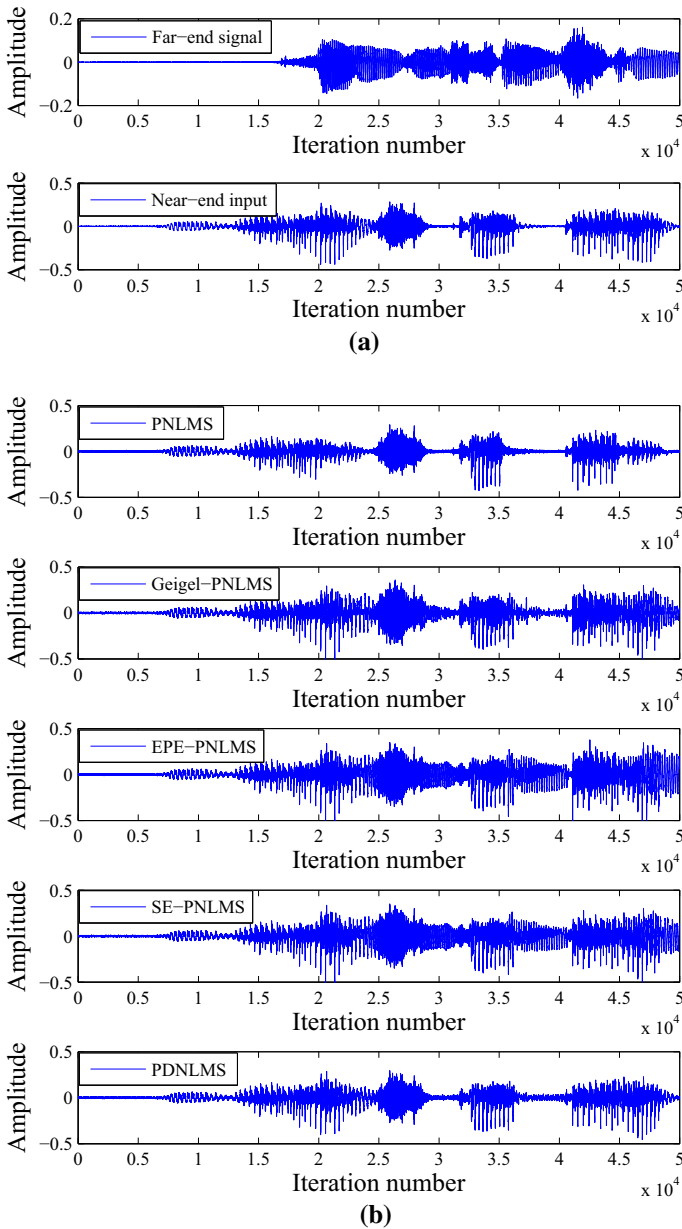 Far−end signal
Amplitude
0.2
0
−0.2
0 0.5 1 1.5 2 2.5 3 3.5 4 4.5 5
Iteration number
x 10^4
Near−end input
Amplitude
0.5
0
−0.5
0 0.5 1 1.5 2 2.5 3 3.5 4 4.5 5
Iteration number
x 10^4
(a)
PNLMS
Amplitude
0.5
0
−0.5
0 0.5 1 1.5 2 2.5 3 3.5 4 4.5 5
Iteration number
x 10^4
Geigel−PNLMS
Amplitude
0.5
0
−0.5
0 0.5 1 1.5 2 2.5 3 3.5 4 4.5 5
Iteration number
x 10^4
EPE−PNLMS
Amplitude
0.5
0
−0.5
0 0.5 1 1.5 2 2.5 3 3.5 4 4.5 5
Iteration number
x 10^4
SE−PNLMS
Amplitude
0.5
0
−0.5
0 0.5 1 1.5 2 2.5 3 3.5 4 4.5 5
Iteration number
x 10^4
PDNLMS
Amplitude
0.5
0
−0.5
0 0.5 1 1.5 2 2.5 3 3.5 4 4.5 5
Iteration number
x 10^4
(b)